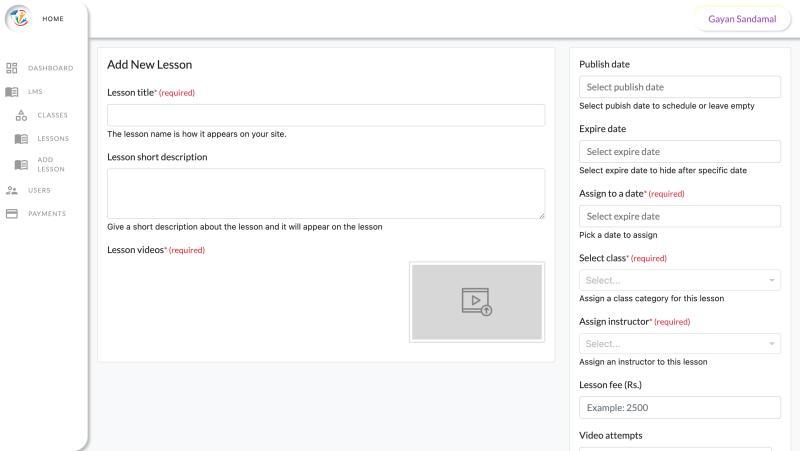 HOME
Gayan Sandamal
DASHBOARD
LMS
CLASSES
LESSONS
ADD
LESSON
USERS
PAYMENTS
Add New Lesson
Lesson title* (required)
The lesson name is how it appears on your site.
Lesson short description
Give a short description about the lesson and it will appear on the lesson
Lesson videos* (required)
Publish date
Select publish date
Select pubish date to schedule or leave empty
Expire date
Select expire date
Select expire date to hide after specific date
Assign to a date* (required)
Select expire date
Pick a date to assign
Select class* (required)
Select...
Assign a class category for this lesson
Assign instructor* (required)
Select...
Assign an instructor to this lesson
Lesson fee (Rs.)
Example: 2500
Video attempts